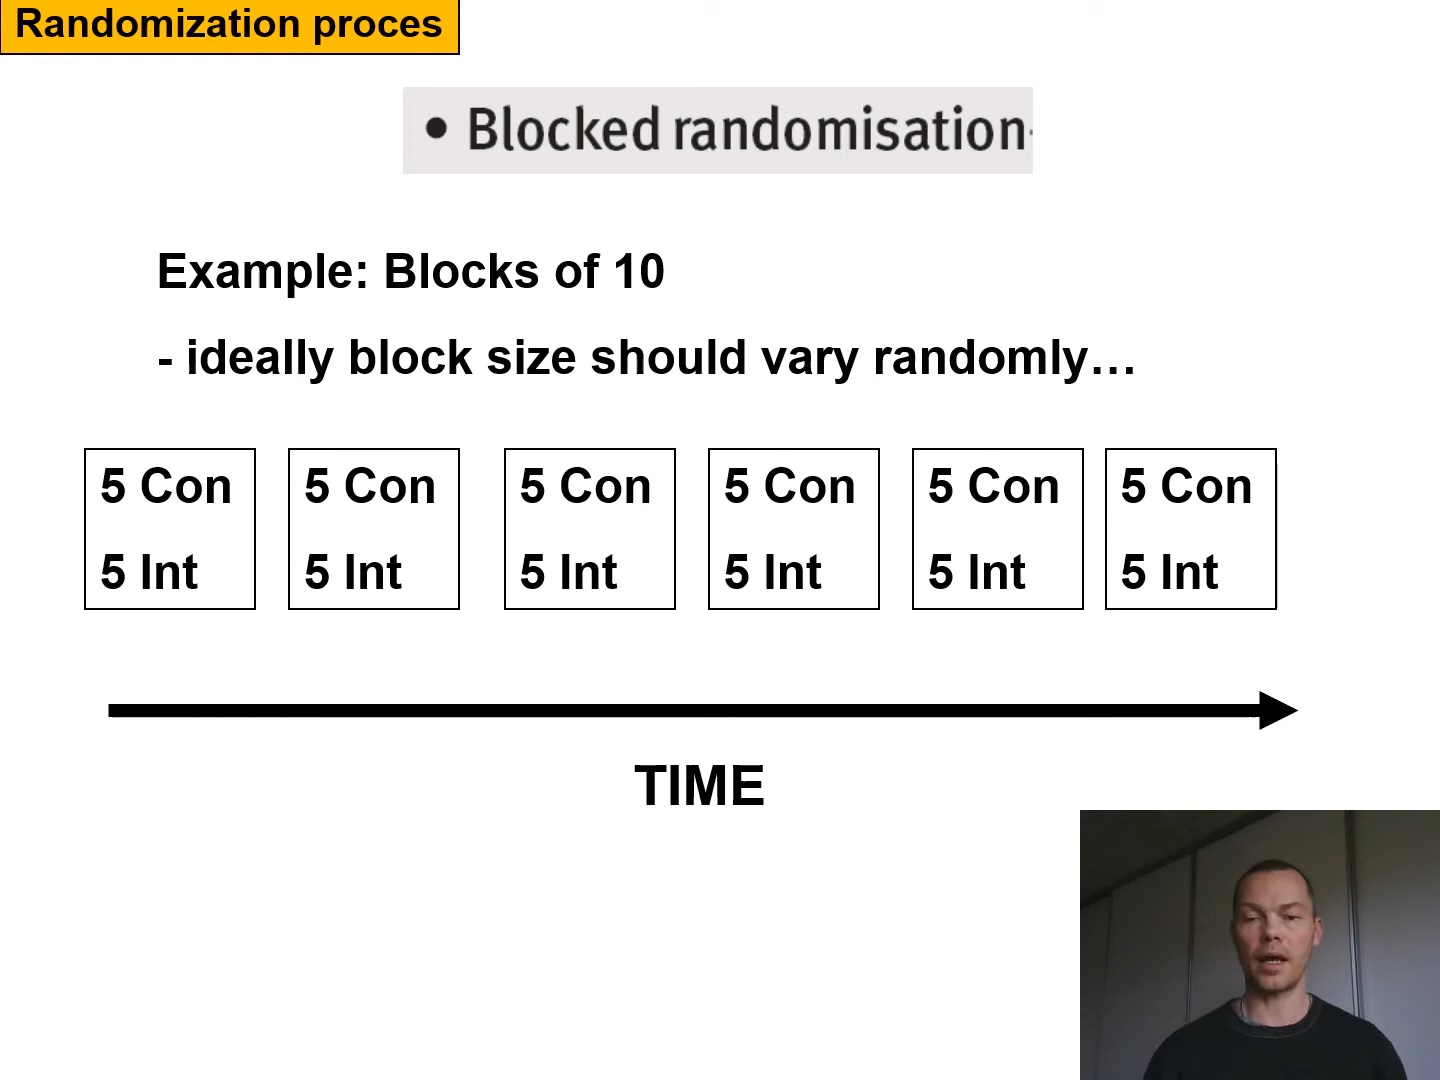 Randomization proces
• Blocked randomisation
Example: Blocks of 10
- ideally block size should vary randomly…
5 Con 5 Con 5 Con 5 Con 5 Con 5 Con
5 Int 5 Int 5 Int 5 Int 5 Int 5 Int
TIME